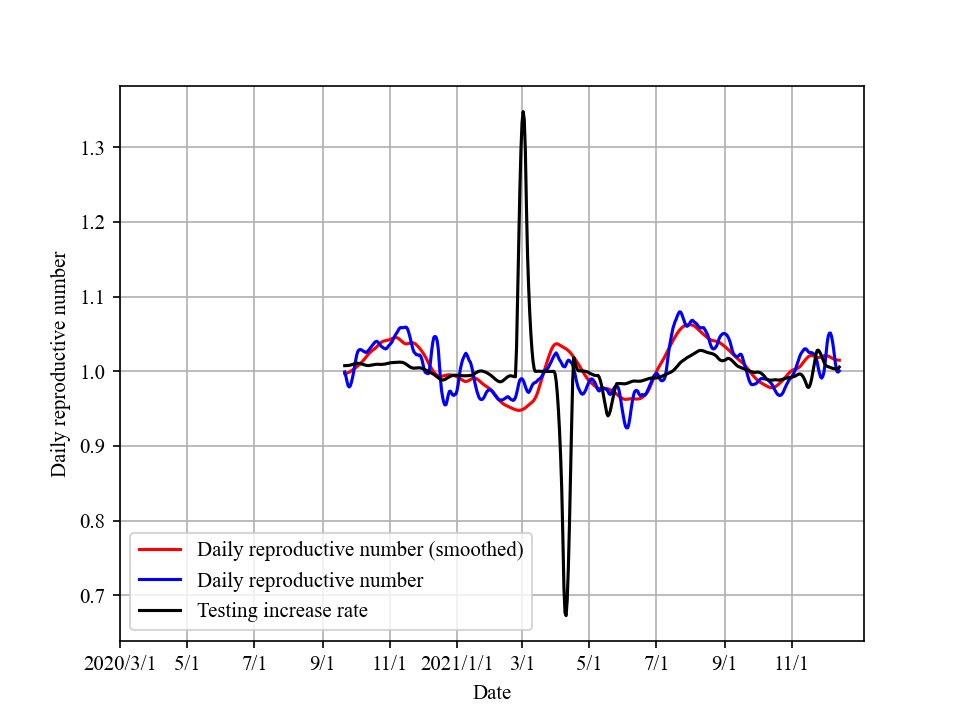 1.3
1.2
1.1
1.0
0.9
0.8
0.7
Daily reproductive number
Daily reproductive number (smoothed)
Daily reproductive number
Testing increase rate
2020/3/1 5/1 7/1 9/1 11/1 2021/1/1 3/1 5/1 7/1 9/1 11/1
Date